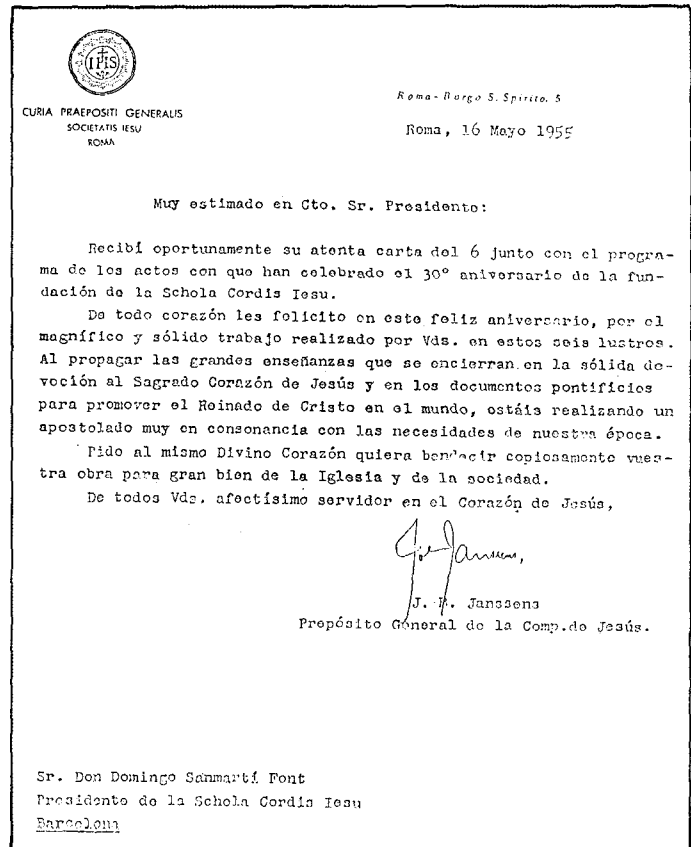 IHS
CURIA PRAEPOSITI GENERALIS
SOCIETATIS IESU
ROMA
Roma - Borgo S. Spirito, 5
Roma, 16 Mayo 1955
Muy estimado en Cto. Sr. Presidente:
Recibí oportunamente su atenta carta del 6 junto con el progra-
ma de los actos con que han celebrado el 30º aniversario de la fun-
dación de la Schola Cordis Iesu.
De todo corazón les felicito en este feliz aniversario, por el
magnífico y sólido trabajo realizado por Vds. en estos seis lustros.
Al propagar las grandes enseñanzas que se encierran en la sólida de-
voción al Sagrado Corazón de Jesús y en los documentos pontificios
para promover el Reinado de Cristo en el mundo, estáis realizando un
apostolado muy en consonancia con las necesidades de nuestra época.
Pido al mismo Divino Corazón quiera bendecir copiosamente vues-
tra obra para gran bien de la Iglesia y de la sociedad.
De todos Vds. afectísimo servidor en el Corazón de Jesús,
Janssens,
J. B. Janssens
Prepósito General de la Comp.de Jesús.
Sr. Don Domingo Sanmartí Font
Presidente de la Schola Cordis Iesu
Barcelona